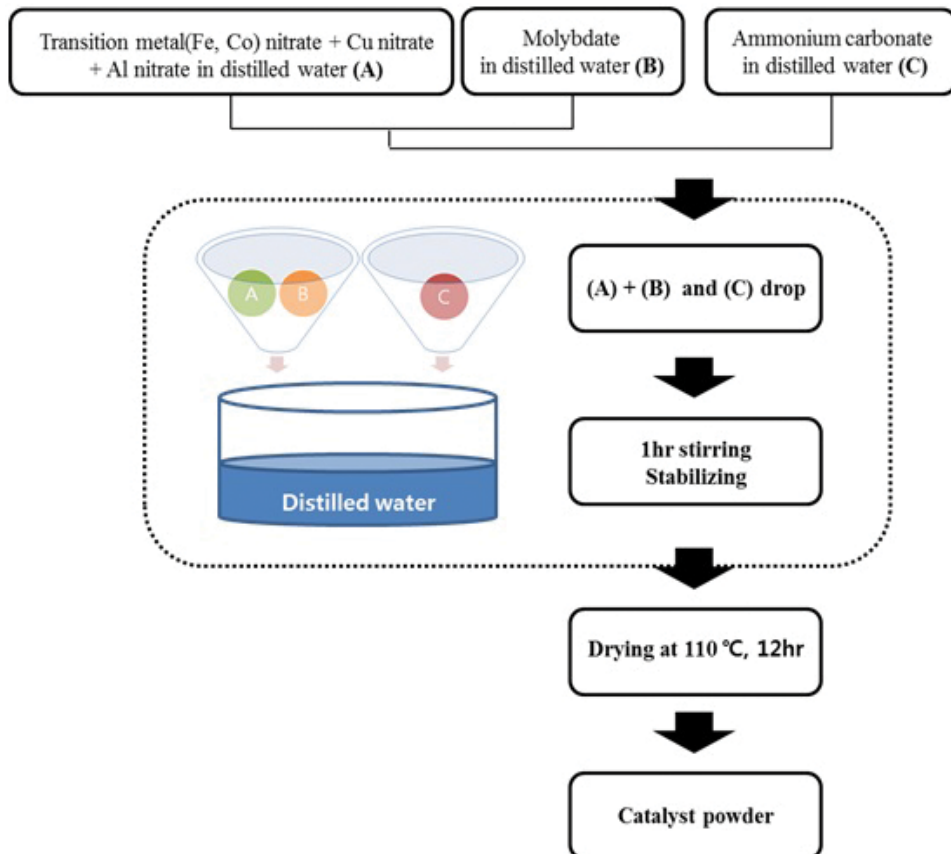 Transition metal(Fe, Co) nitrate + Cu nitrate
+ Al nitrate in distilled water (A)
Molybdate
in distilled water (B)
Ammonium carbonate
in distilled water (C)
A
B
C
Distilled water
(A) + (B) and (C) drop
1hr stirring
Stabilizing
Drying at 110 ℃, 12hr
Catalyst powder